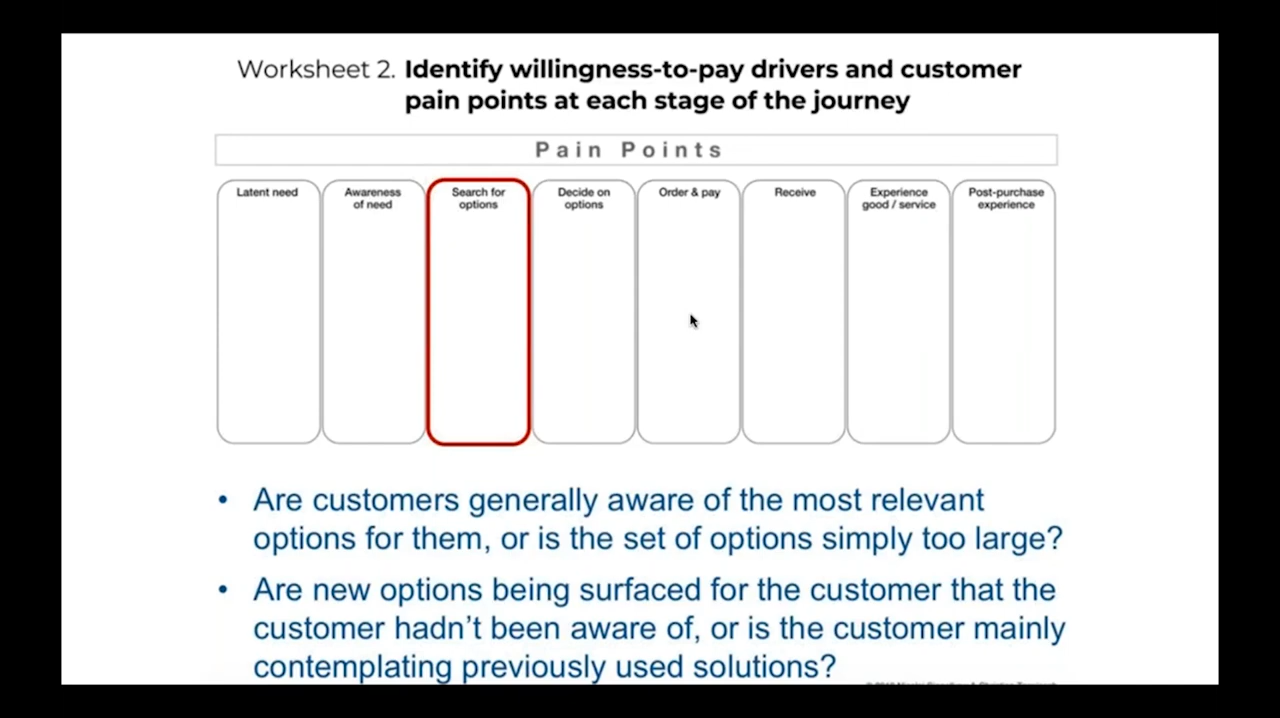 Worksheet 2. Identify willingness-to-pay drivers and customer
pain points at each stage of the journey
Pain Points
Latent need
Awareness
of need
Search for
options
Decide on
options
Order & pay
Receive
Experience
good / service
Post-purchase
experience
• Are customers generally aware of the most relevant
options for them, or is the set of options simply too large?
• Are new options being surfaced for the customer that the
customer hadn't been aware of, or is the customer mainly
contemplating previously used solutions?